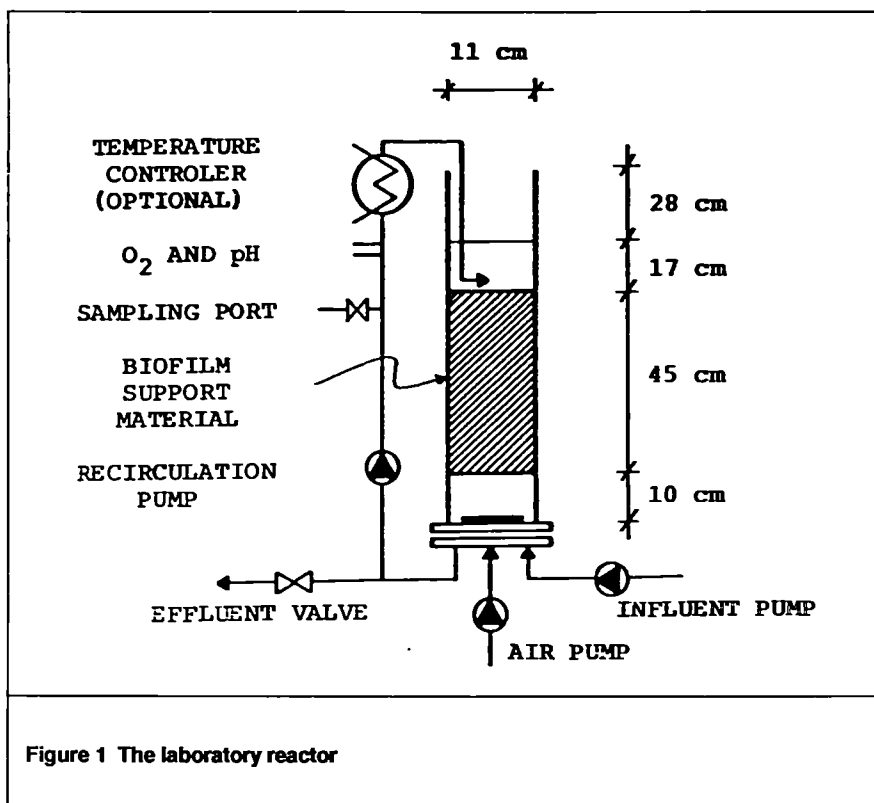 11 cm
TEMPERATURE
CONTROLER
(OPTIONAL)
28 cm
O₂ AND pH
17 cm
SAMPLING PORT
BIOFILM
SUPPORT
MATERIAL
45 cm
RECIRCULATION
PUMP
10 cm
EFFLUENT VALVE
INFLUENT PUMP
AIR PUMP
Figure 1 The laboratory reactor